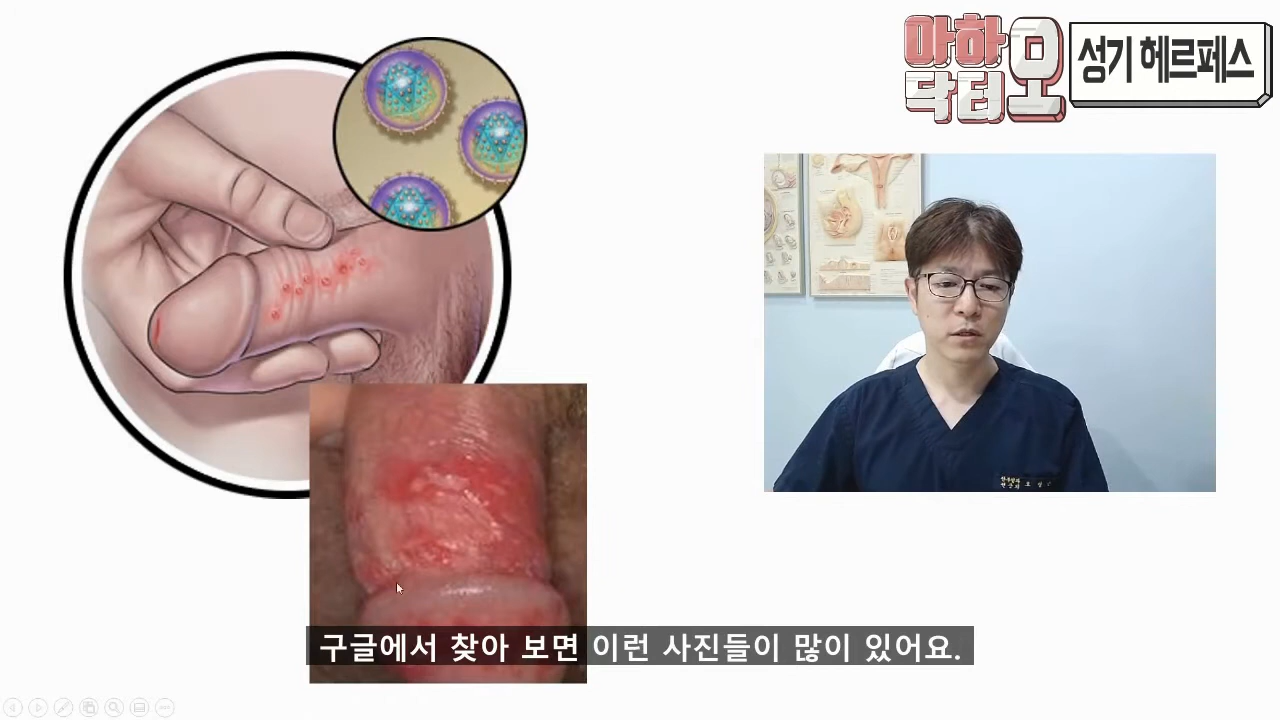 아하
닥터오
성기 헤르페스
구글에서 찾아 보면 이런 사진들이 많이 있어요.